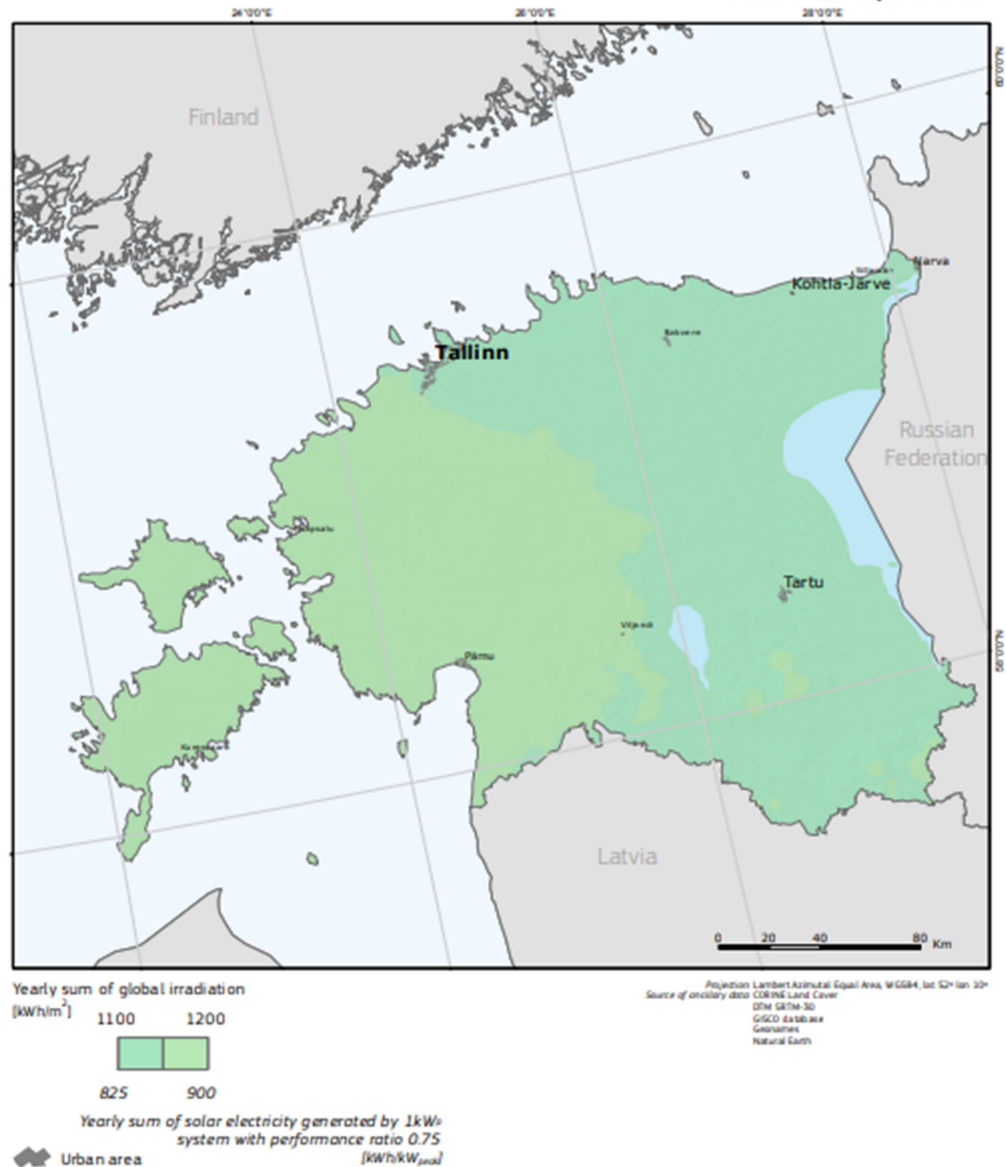 24°0'0"E 26°0'0"E 28°0'0"E
60°0'0"N
Finland
Narva
Sillamäe
Kohtla-Järve
Rakvere
Tallinn
Russian
Federation
Haapsalu
Tartu
Viljandi
58°0'0"N
Pärnu
Kuressaare
Latvia
0 20 40 80 Km
Yearly sum of global irradiation
[kWh/m²]
1100 1200
825 900
Yearly sum of solar electricity generated by 1kWp
system with performance ratio 0.75
[kWh/kWpeak]
Urban area
Projection Lambert Azimutal Equal Area, WGS84, lat 52° lon 10°
Source of ancillary data CORINE Land Cover
DTM SRTM-30
GISCO database
Geonames
Natural Earth